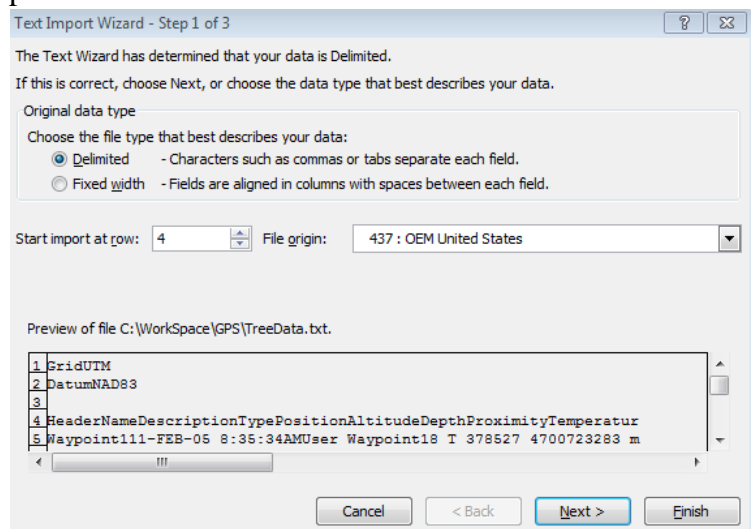 Text Import Wizard - Step 1 of 3
The Text Wizard has determined that your data is Delimited.
If this is correct, choose Next, or choose the data type that best describes your data.
Original data type
Choose the file type that best describes your data:
Delimited - Characters such as commas or tabs separate each field.
Fixed width - Fields are aligned in columns with spaces between each field.
Start import at row: 4 File origin: 437 : OEM United States
Preview of file C:\WorkSpace\GPS\TreeData.txt.
1 GridUTM
2 DatumNAD83
3
4 HeaderNameDescriptionTypePositionAltitudeDepthProximityTemperatur
5 Waypoint111-FEB-05 8:35:34AMUser Waypoint18 T 378527 4700723283 m
Cancel < Back Next > Finish